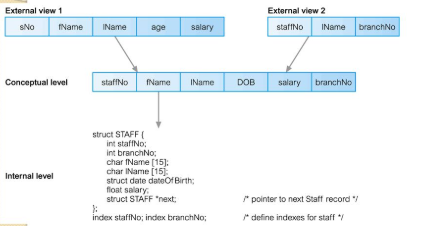 External view 1 External view 2
sNo fName lName age salary staffNo lName branchNo
Conceptual level staffNo fName lName DOB salary branchNo
struct STAFF {
int staffNo;
int branchNo;
char fName [15];
char lName [15];
Internal level struct date dateOfBirth;
float salary;
struct STAFF *next; /* pointer to next Staff record */
};
index staffNo; index branchNo; /* define indexes for staff */